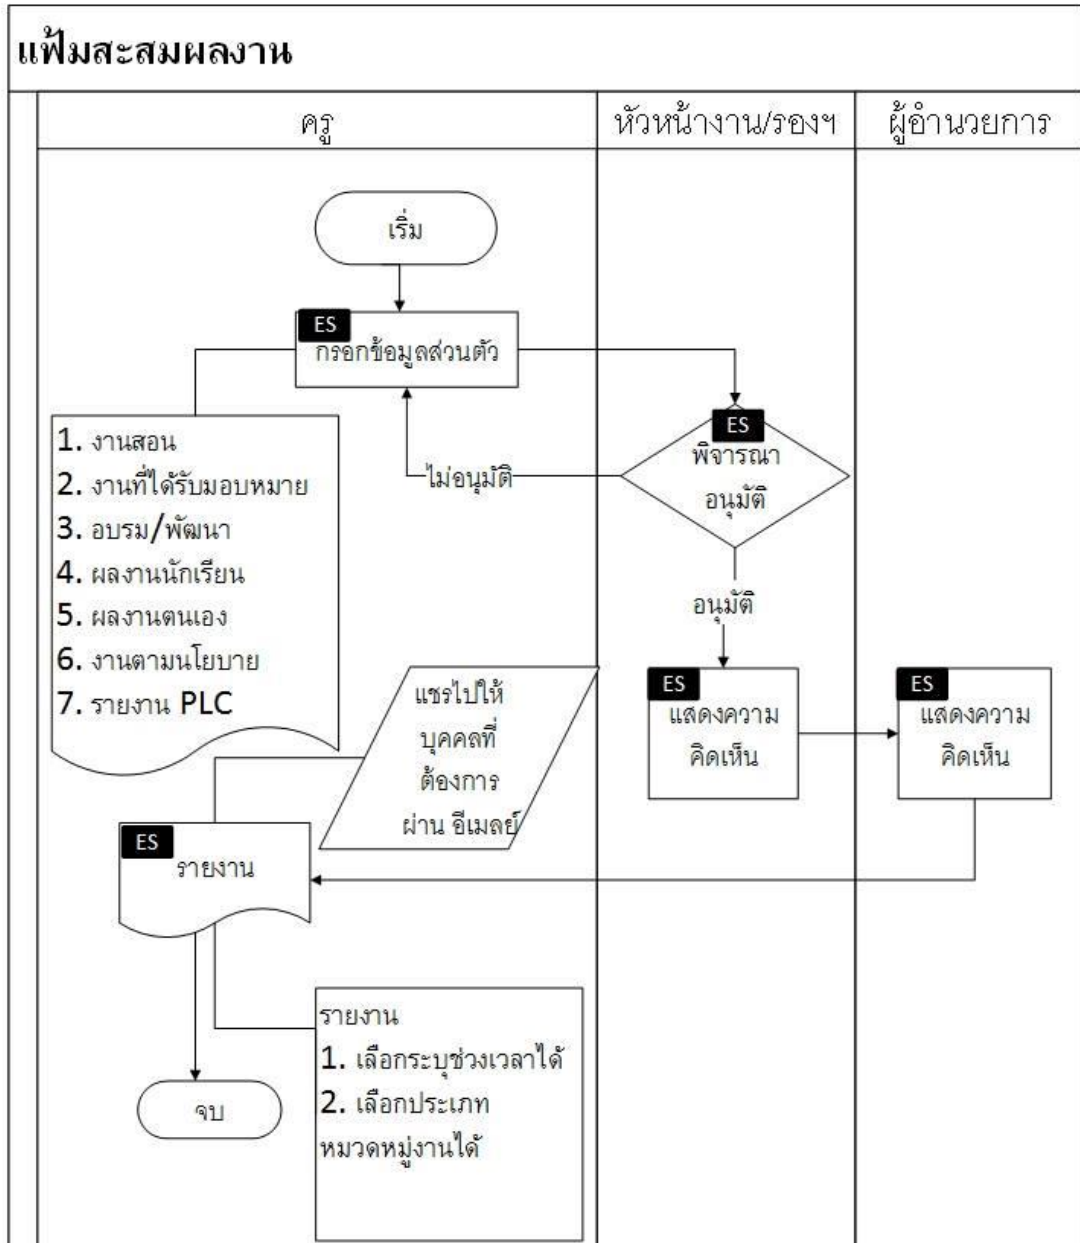 แฟ้มสะสมผลงาน
ครู
หัวหน้างาน/รองฯ
ผู้อำนวยการ
เริ่ม
ES
กรอกข้อมูลส่วนตัว
ES
พิจารณา
อนุมัติ
ไม่อนุมัติ
1. งานสอน
2. งานที่ได้รับมอบหมาย
3. อบรม/พัฒนา
4. ผลงานนักเรียน
5. ผลงานตนเอง
6. งานตามนโยบาย
7. รายงาน PLC
อนุมัติ
แชรไปให้
บุคคลที่
ต้องการ
ผ่าน อีเมลย์
ES
แสดงความ
คิดเห็น
ES
แสดงความ
คิดเห็น
ES
รายงาน
รายงาน
1. เลือกระบุช่วงเวลาได้
2. เลือกประเภท
หมวดหมู่งานได้
จบ